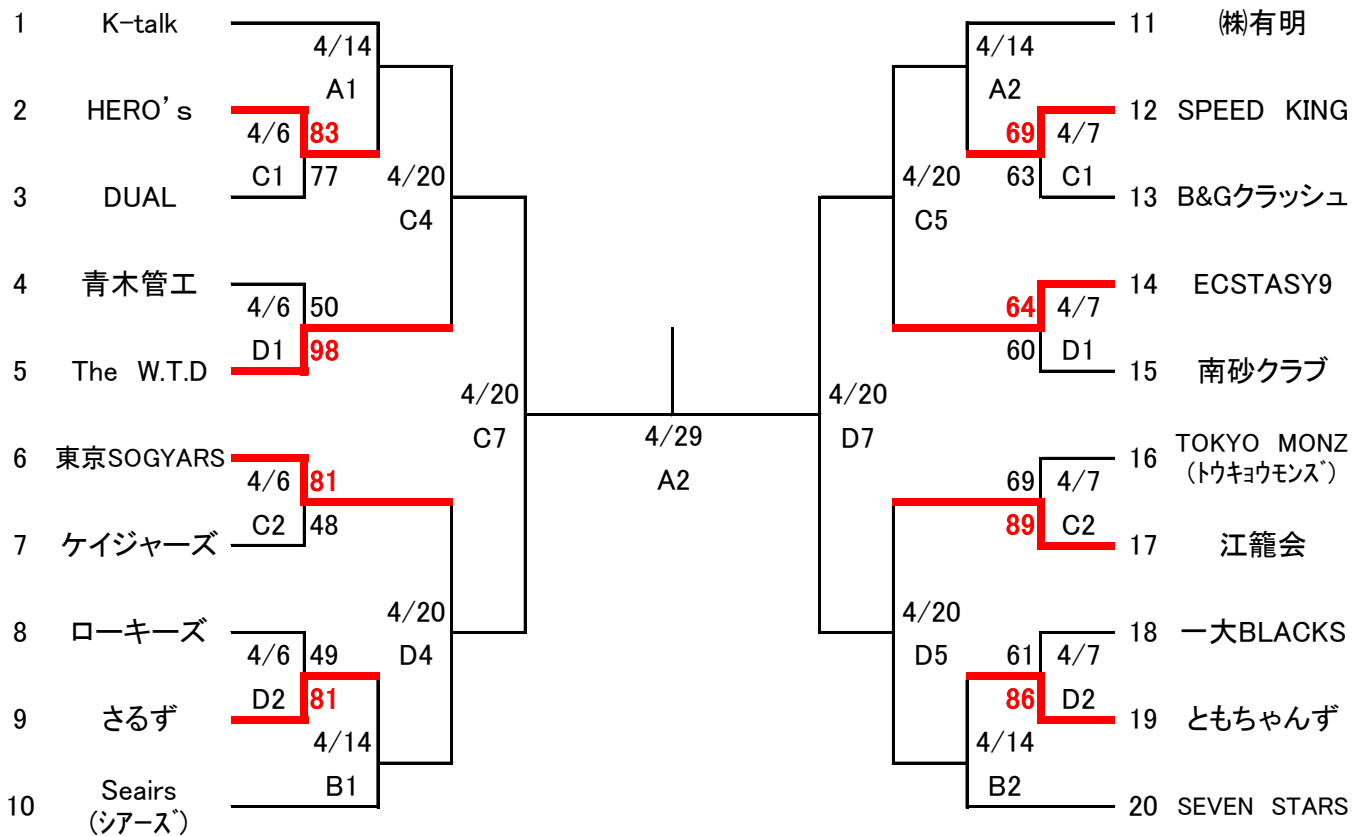 1 K-talk
4/14
A1
2 HERO's
4/6 83
C1 77
3 DUAL
4/20
C4
4 青木管工
4/6 50
D1 98
5 The W.T.D
4/20
C7
6 東京SOGYARS
4/6 81
C2 48
7 ケイジャーズ
8 ローキーズ
4/6 49
D2 81
9 さるず
4/20
D4
4/14
B1
10 Seairs
(シアーズ)
4/29
A2
11 ㈱有明
4/14
A2
12 SPEED KING
69 4/7
63 C1
13 B&Gクラッシュ
4/20
C5
14 ECSTASY9
64 4/7
60 D1
15 南砂クラブ
4/20
D7
16 TOKYO MONZ
(トウキョウモンズ)
69 4/7
89 C2
17 江籠会
4/20
D5
18 一大BLACKS
61 4/7
86 D2
19 ともちゃんず
4/14
B2
20 SEVEN STARS